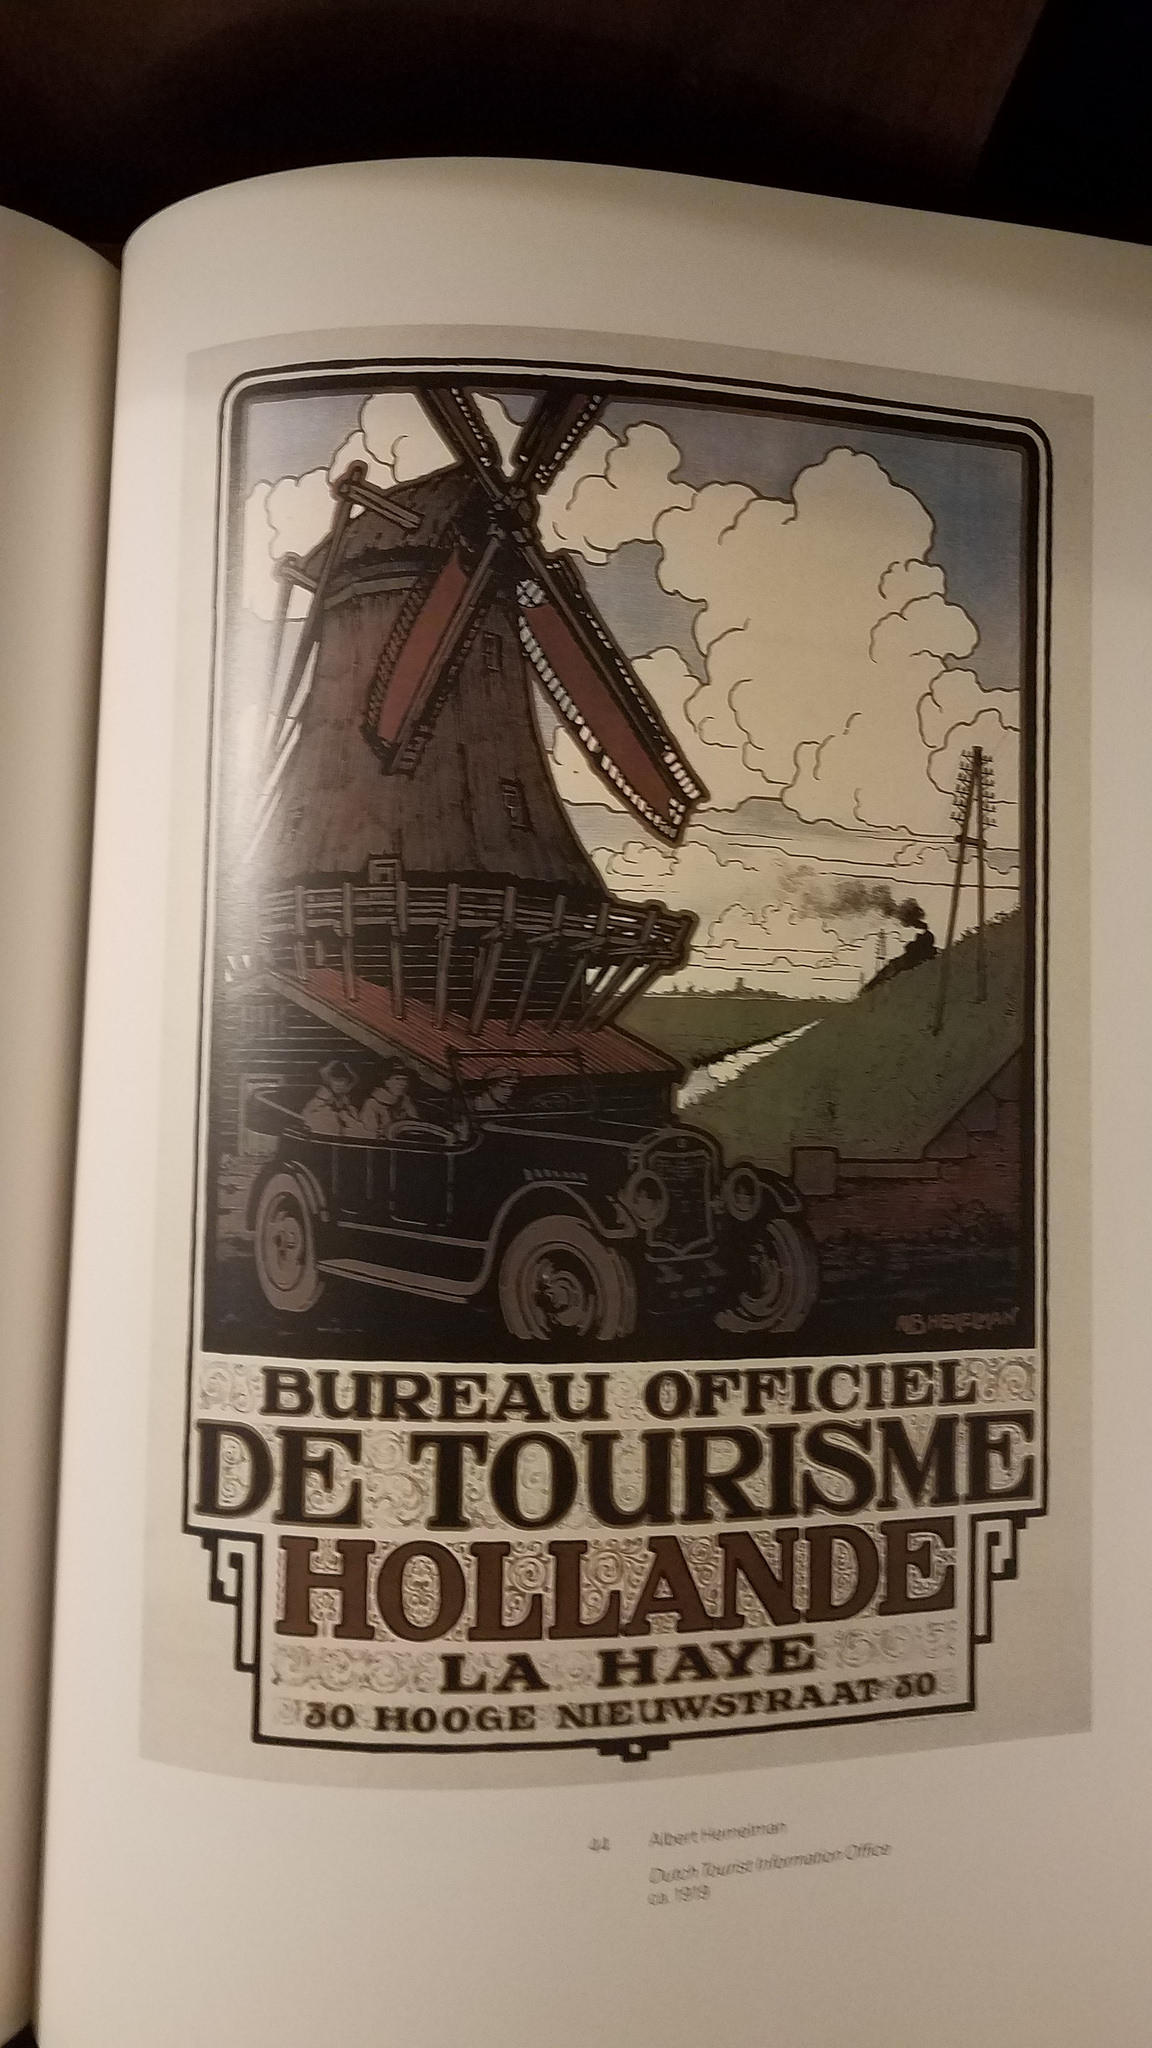 AB HEMELMAN
BUREAU OFFICIEL
DE TOURISME
HOLLANDE
LA HAYE
30 HOOGE NIEUWSTRAAT 30
44 Albert Hemelman
Dutch Tourist Information Office
ca. 1919